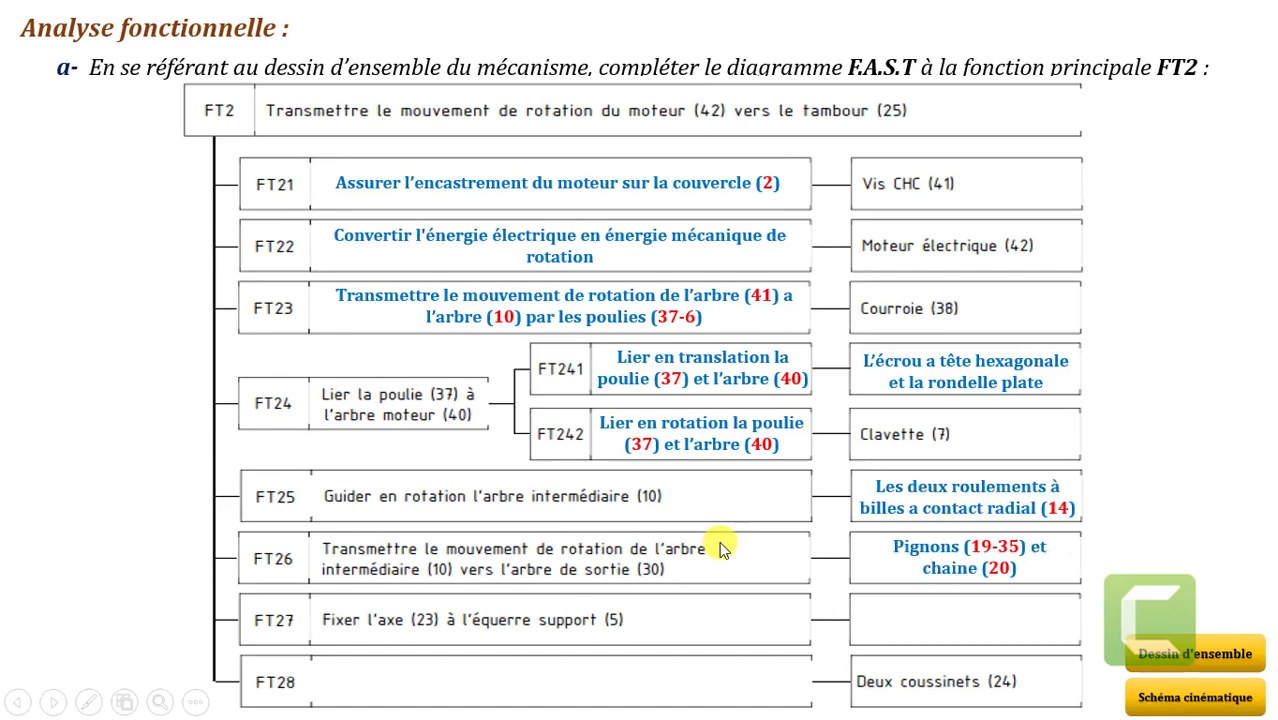 Analyse fonctionnelle :
a- En se référant au dessin d'ensemble du mécanisme, compléter le diagramme F.A.S.T à la fonction principale FT2 :
FT2 Transmettre le mouvement de rotation du moteur (42) vers le tambour (25)
FT21 Assurer l'encastrement du moteur sur la couvercle (2) Vis CHC (41)
FT22 Convertir l'énergie électrique en énergie mécanique de
rotation
Moteur électrique (42)
FT23 Transmettre le mouvement de rotation de l'arbre (41) a
l'arbre (10) par les poulies (37-6)
Courroie (38)
FT24 Lier la poulie (37) à
l'arbre moteur (40)
FT241 Lier en translation la
poulie (37) et l'arbre (40)
L'écrou a tête hexagonale
et la rondelle plate
FT242 Lier en rotation la poulie
(37) et l'arbre (40)
Clavette (7)
FT25 Guider en rotation l'arbre intermédiaire (10)
Les deux roulements à
billes a contact radial (14)
FT26 Transmettre le mouvement de rotation de l'arbre
intermédiaire (10) vers l'arbre de sortie (30)
Pignons (19-35) et
chaine (20)
FT27 Fixer l'axe (23) à l'équerre support (5)
FT28 Deux coussinets (24)
Dessin d'ensemble
Schéma cinématique